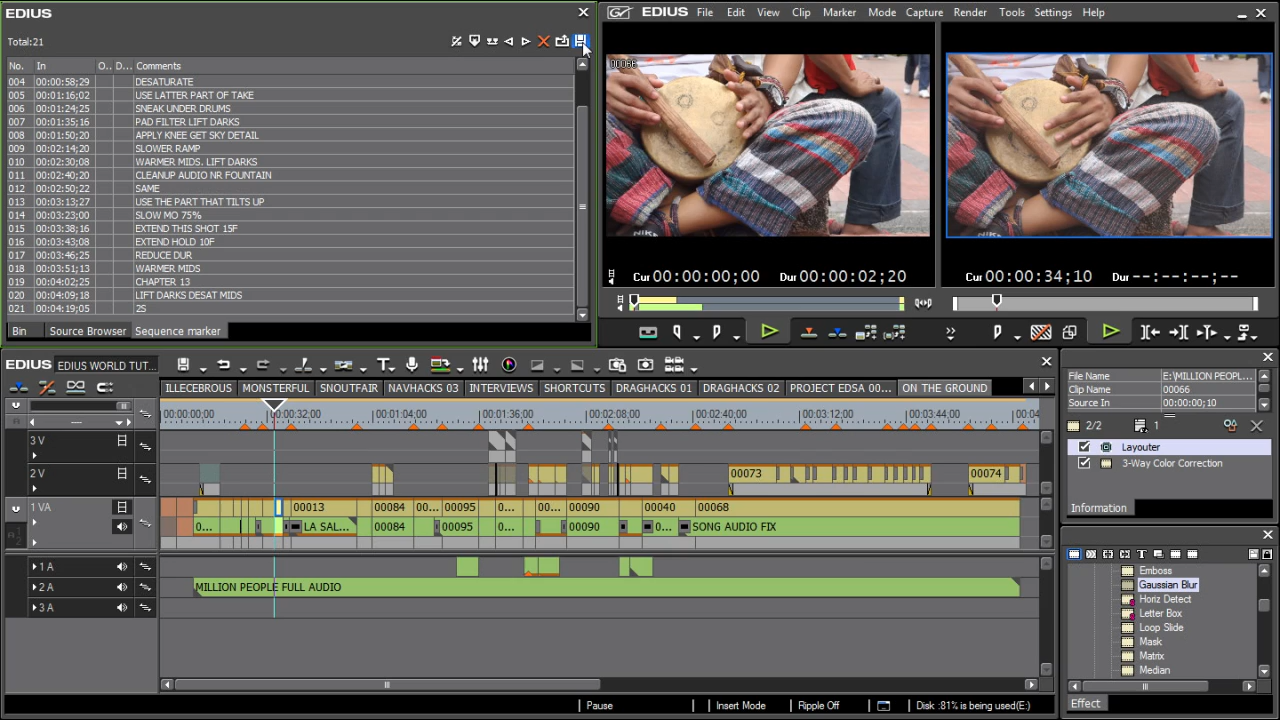 EDIUS
Total:21
No. In O.. D... Comments
004 00:00:58;29 DESATURATE
005 00:01:16;02 USE LATTER PART OF TAKE
006 00:01:24;25 SNEAK UNDER DRUMS
007 00:01:35;16 PAD FILTER LIFT DARKS
008 00:01:50;20 APPLY KNEE GET SKY DETAIL
009 00:02:14;20 SLOWER RAMP
010 00:02:30;08 WARMER MIDS. LIFT DARKS
011 00:02:40;20 CLEANUP AUDIO NR FOUNTAIN
012 00:02:50;22 SAME
013 00:03:13;27 USE THE PART THAT TILTS UP
014 00:03:23;00 SLOW MO 75%
015 00:03:38;16 EXTEND THIS SHOT 15F
016 00:03:43;08 EXTEND HOLD 10F
017 00:03:46;25 REDUCE DUR
018 00:03:51;13 WARMER MIDS
019 00:04:02;25 CHAPTER 13
020 00:04:09;18 LIFT DARKS DESAT MIDS
021 00:04:19;05 2S
Bin Source Browser Sequence marker
EDIUS File Edit View Clip Marker Mode Capture Render Tools Settings Help
00066
NIKE
Cur 00:00:00;00 Dur 00:00:02;20
Cur 00:00:34;10 Dur --:--:--;--
EDIUS EDIUS WORLD TUT...
ILLECEBROUS MONSTERFUL SNOUTFAIR NAVHACKS 03 INTERVIEWS SHORTCUTS DRAGHACKS 01 DRAGHACKS 02 PROJECT EDSA 00... ON THE GROUND
00:00:00;00 00:00:32;00 00:01:04;00 00:01:36;00 00:02:08;00 00:02:40;00 00:03:12;00 00:03:44;00 00:04
3 V
2 V 00073 00074
1 VA 00013 00084 00... 00095 0... 00... 00090 00040 00068
0... LA SAL... 00084 00095 0... 00090 0... SONG AUDIO FIX
1 A
2 A MILLION PEOPLE FULL AUDIO
3 A
Pause Insert Mode Ripple Off Disk :81% is being used(E:)
File Name E:\MILLION PEOPL...
Clip Name 00066
Source In 00:00:00;10
2/2 1
Layouter
3-Way Color Correction
Information
Emboss
Gaussian Blur
Horiz Detect
Letter Box
Loop Slide
Mask
Matrix
Median
Effect